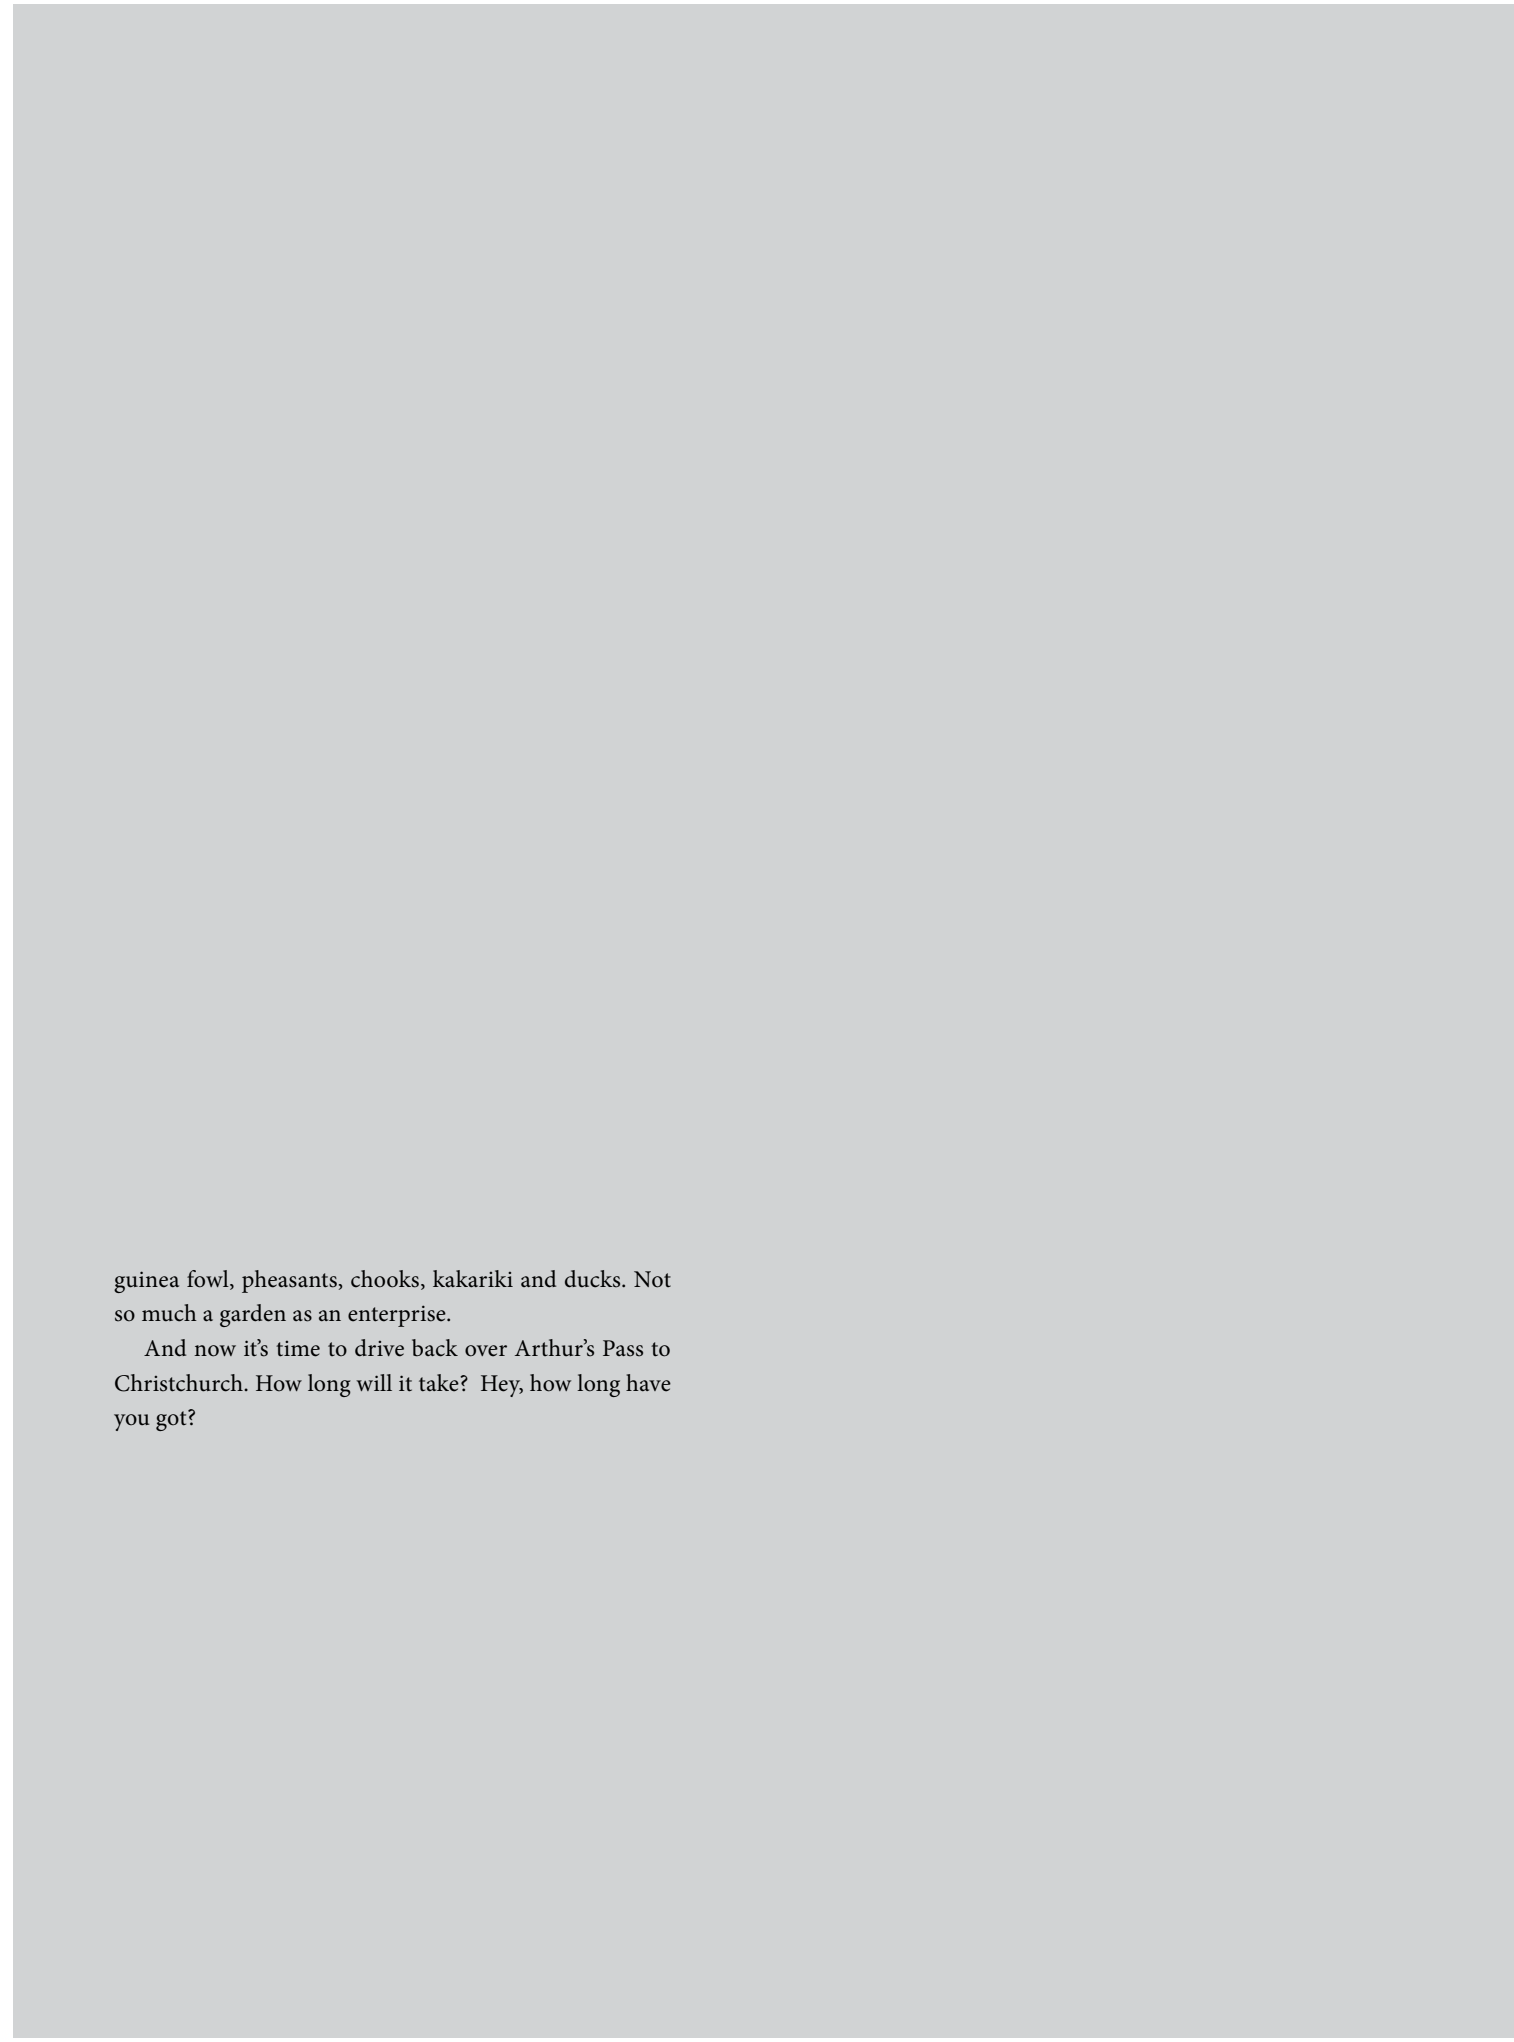 guinea fowl, pheasants, chooks, kakariki and ducks. Not
so much a garden as an enterprise.
And now it’s time to drive back over Arthur’s Pass to
Christchurch. How long will it take?  Hey, how long have
you got?